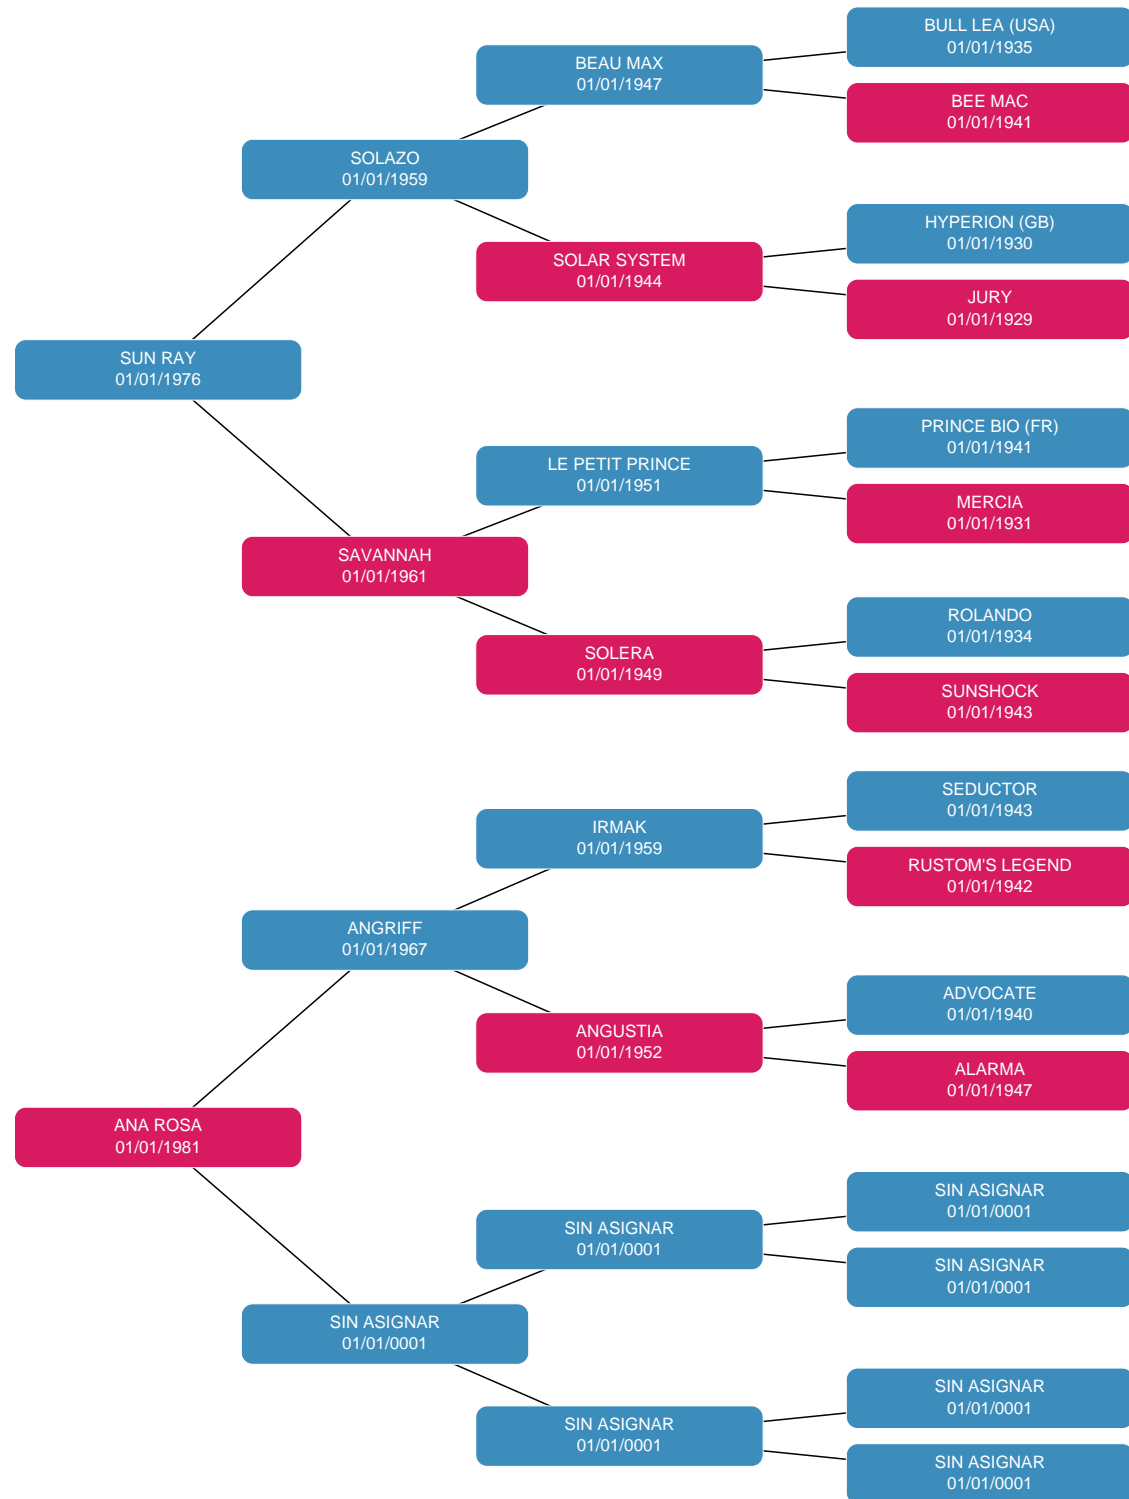 BULL LEA (USA)
01/01/1935
BEAU MAX
01/01/1947
BEE MAC
01/01/1941
SOLAZO
01/01/1959
HYPERION (GB)
01/01/1930
SOLAR SYSTEM
01/01/1944
JURY
01/01/1929
SUN RAY
01/01/1976
PRINCE BIO (FR)
01/01/1941
LE PETIT PRINCE
01/01/1951
MERCIA
01/01/1931
SAVANNAH
01/01/1961
ROLANDO
01/01/1934
SOLERA
01/01/1949
SUNSHOCK
01/01/1943
SEDUCTOR
01/01/1943
IRMAK
01/01/1959
RUSTOM'S LEGEND
01/01/1942
ANGRIFF
01/01/1967
ADVOCATE
01/01/1940
ANGUSTIA
01/01/1952
ALARMA
01/01/1947
ANA ROSA
01/01/1981
SIN ASIGNAR
01/01/0001
SIN ASIGNAR
01/01/0001
SIN ASIGNAR
01/01/0001
SIN ASIGNAR
01/01/0001
SIN ASIGNAR
01/01/0001
SIN ASIGNAR
01/01/0001
SIN ASIGNAR
01/01/0001